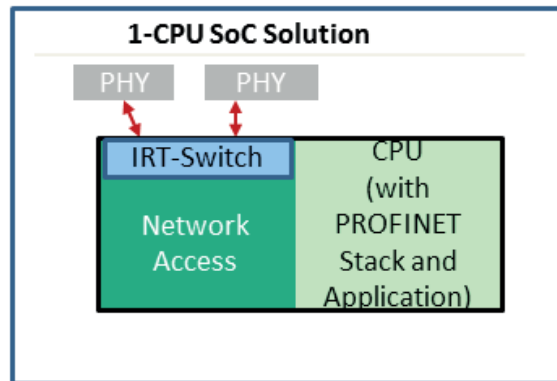 1-CPU SoC Solution
PHY PHY
IRT-Switch
Network
Access
CPU
(with
PROFINET
Stack and
Application)